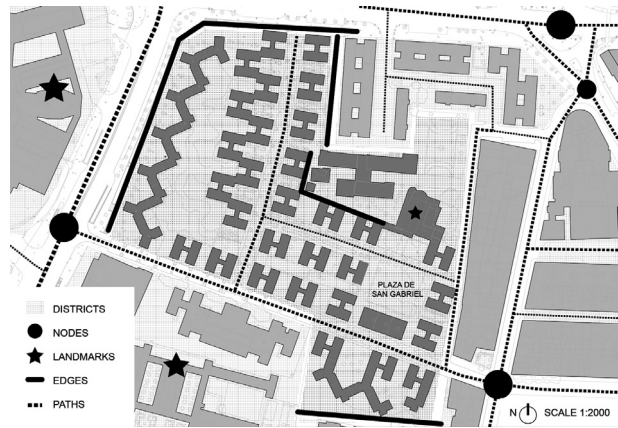 PLAZA DE
SAN GABRIEL
DISTRICTS
NODES
LANDMARKS
EDGES
PATHS
N SCALE 1:2000